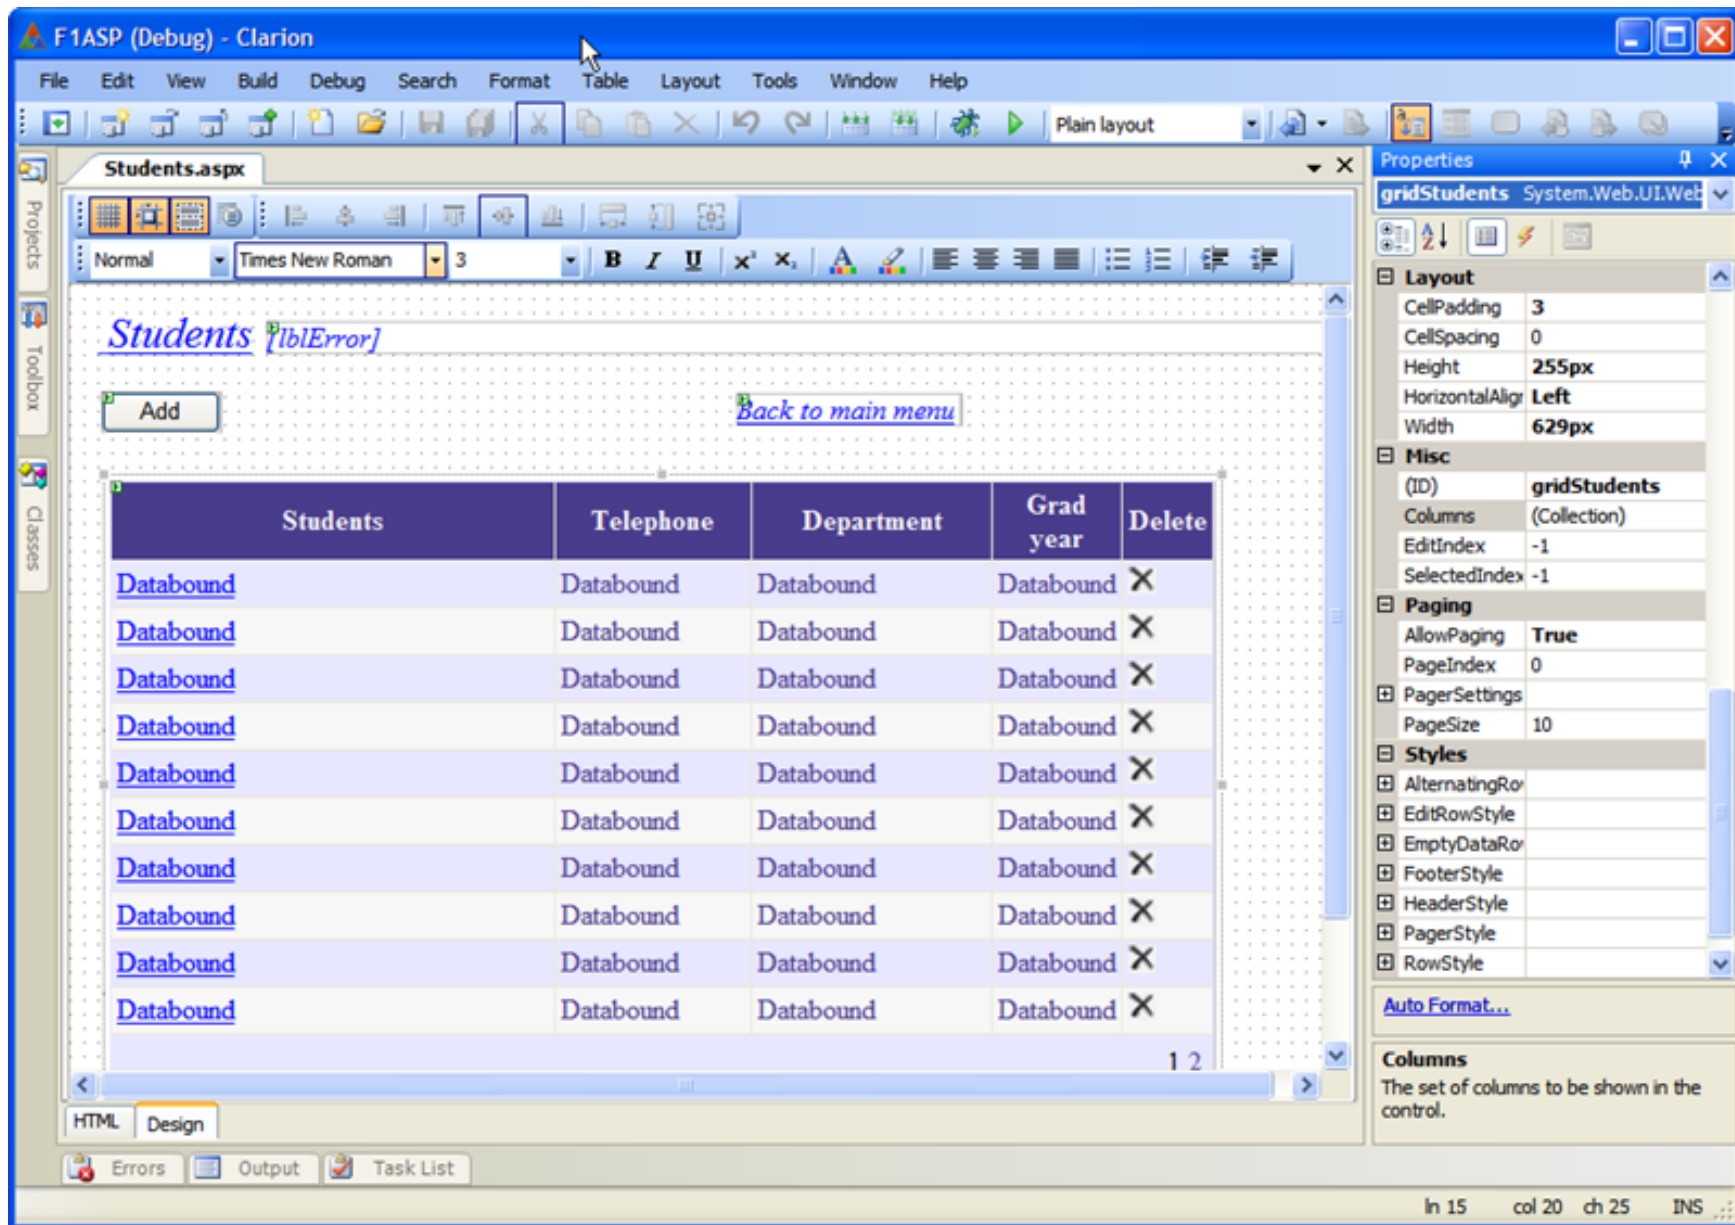 F1ASP (Debug) - Clarion
File Edit View Build Debug Search Format Table Layout Tools Window Help
Plain layout
Projects
Toolbox
Classes
Students.aspx
Normal Times New Roman 3 B I U x² x₂
Students [lblError]
Add Back to main menu
Students Telephone Department Grad year Delete
Databound Databound Databound Databound
Databound Databound Databound Databound
Databound Databound Databound Databound
Databound Databound Databound Databound
Databound Databound Databound Databound
Databound Databound Databound Databound
Databound Databound Databound Databound
Databound Databound Databound Databound
Databound Databound Databound Databound
Databound Databound Databound Databound
1 2
HTML Design
Errors Output Task List
Properties
gridStudents System.Web.UI.Web
Layout
CellPadding 3
CellSpacing 0
Height 255px
HorizontalAlign Left
Width 629px
Misc
(ID) gridStudents
Columns (Collection)
EditIndex -1
SelectedIndex -1
Paging
AllowPaging True
PageIndex 0
PagerSettings
PageSize 10
Styles
AlternatingRo
EditRowStyle
EmptyDataRo
FooterStyle
HeaderStyle
PagerStyle
RowStyle
Auto Format...
Columns
The set of columns to be shown in the
control.
ln 15 col 20 ch 25 INS